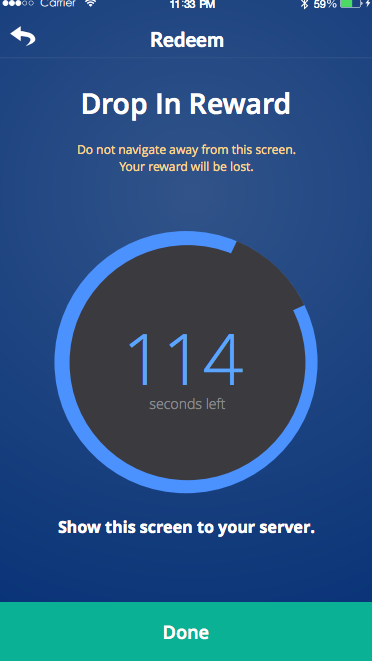 Carrier 11:33 PM 59%
Redeem
Drop In Reward
Do not navigate away from this screen.
Your reward will be lost.
114
seconds left
Show this screen to your server.
Done